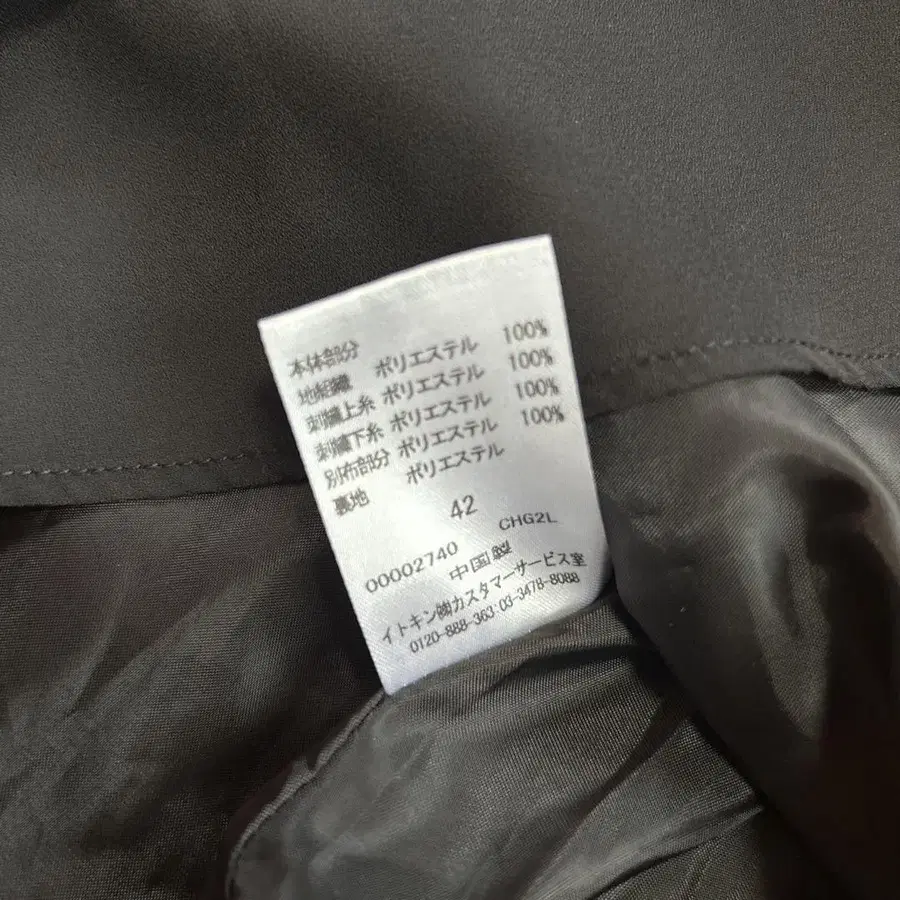 本体部分
地組織 ポリエステル 100%
刺繍上糸 ポリエステル 100%
刺繍下糸 ポリエステル 100%
別布部分 ポリエステル 100%
裏地 ポリエステル
42
00002740 CHG2L
中国製
イトキン㈱カスタマーサービス室
0120-888-363･03-3478-8088